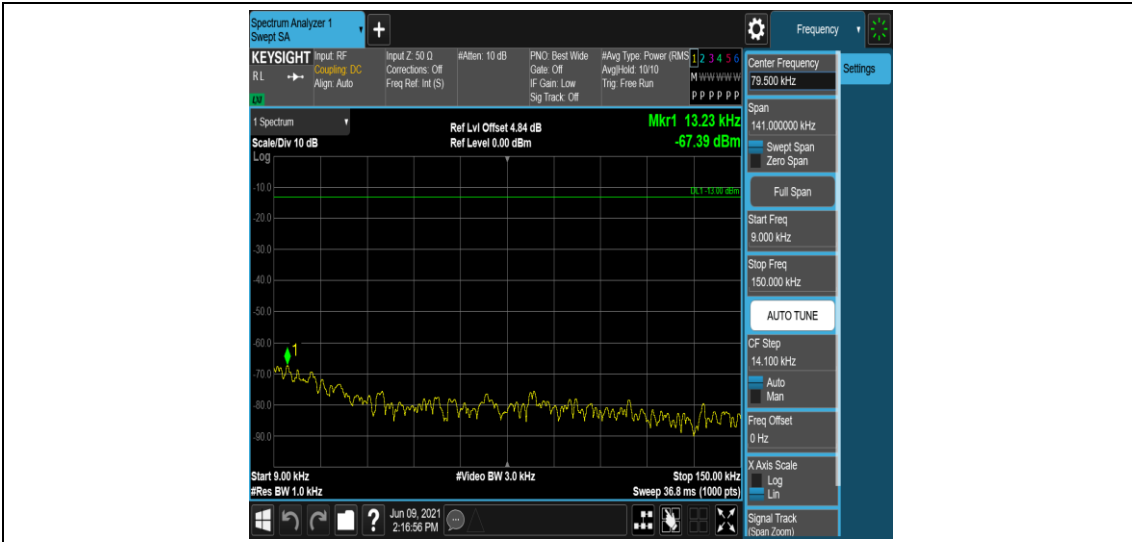 Spectrum Analyzer 1
Swept SA
+
Frequency
KEYSIGHT
RL
LXI
Input: RF
Coupling: DC
Align: Auto
Input Z: 50 Ω
Corrections: Off
Freq Ref: Int (S)
#Atten: 10 dB
PNO: Best Wide
Gate: Off
IF Gain: Low
Sig Track: Off
#Avg Type: Power (RMS
Avg|Hold: 10/10
Trig: Free Run
1 2 3 4 5 6
M W W W W W
P P P P P P
Center Frequency
79.500 kHz
Settings
Span
141.000000 kHz
Swept Span
Zero Span
Full Span
Start Freq
9.000 kHz
Stop Freq
150.000 kHz
AUTO TUNE
CF Step
14.100 kHz
Auto
Man
Freq Offset
0 Hz
X Axis Scale
Log
Lin
Signal Track
(Span Zoom)
1 Spectrum
Scale/Div 10 dB
Log
Ref Lvl Offset 4.84 dB
Ref Level 0.00 dBm
Mkr1 13.23 kHz
-67.39 dBm
DL1 -13.00 dBm
-10.0
-20.0
-30.0
-40.0
-50.0
-60.0
-70.0
-80.0
-90.0
1
Start 9.00 kHz
#Res BW 1.0 kHz
#Video BW 3.0 kHz
Stop 150.00 kHz
Sweep 36.8 ms (1000 pts)
?
Jun 09, 2021
2:16:56 PM